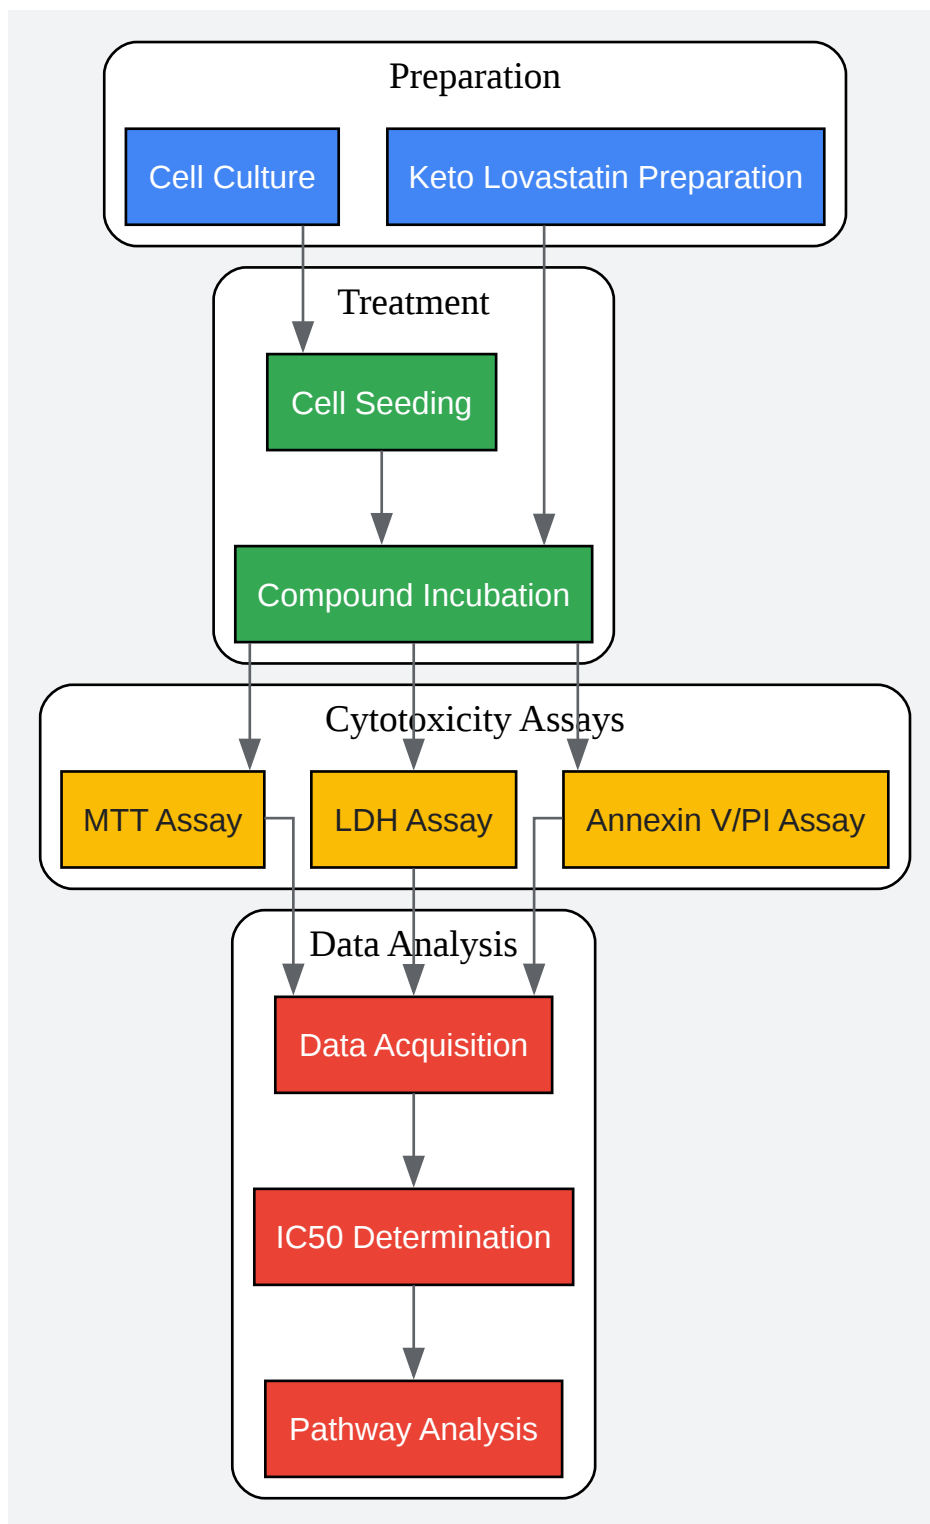 Preparation
Cell Culture
Keto Lovastatin Preparation
Treatment
Cell Seeding
Compound Incubation
Cytotoxicity Assays
MTT Assay
LDH Assay
Annexin V/PI Assay
Data Analysis
Data Acquisition
IC50 Determination
Pathway Analysis